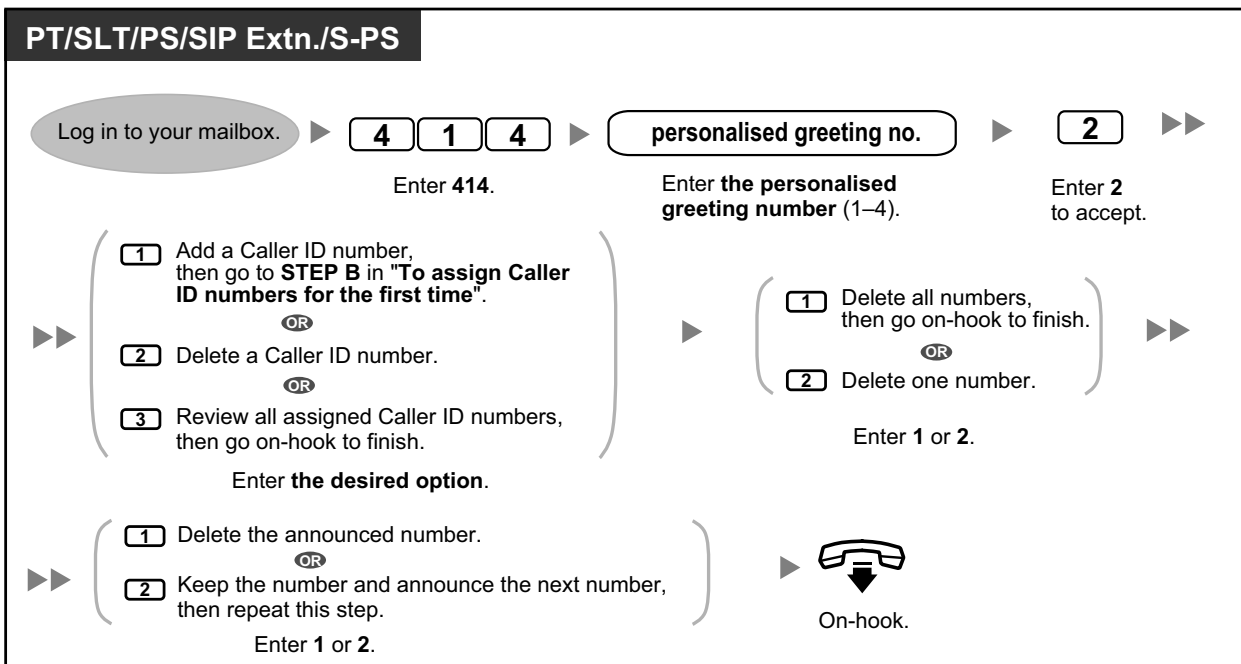 PT/SLT/PS/SIP Extn./S-PS
Log in to your mailbox.
4 1 4
Enter 414.
personalised greeting no.
Enter the personalised
greeting number (1–4).
2
Enter 2
to accept.
1 Add a Caller ID number,
then go to STEP B in "To assign Caller
ID numbers for the first time".
OR
2 Delete a Caller ID number.
OR
3 Review all assigned Caller ID numbers,
then go on-hook to finish.
Enter the desired option.
1 Delete all numbers,
then go on-hook to finish.
OR
2 Delete one number.
Enter 1 or 2.
1 Delete the announced number.
OR
2 Keep the number and announce the next number,
then repeat this step.
Enter 1 or 2.
On-hook.